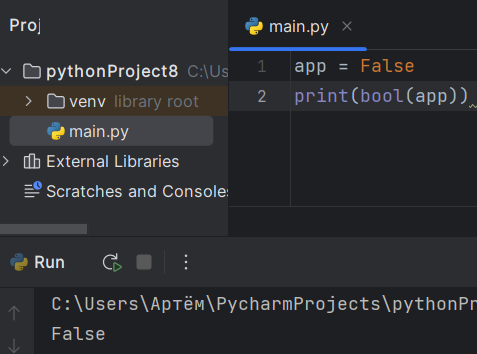 Proj
main.py
pythonProject8 C:\Us
venv library root
main.py
External Libraries
Scratches and Consoles
1 app = False
2 print(bool(app))
Run
C:\Users\Артём\PycharmProjects\pythonPr
False